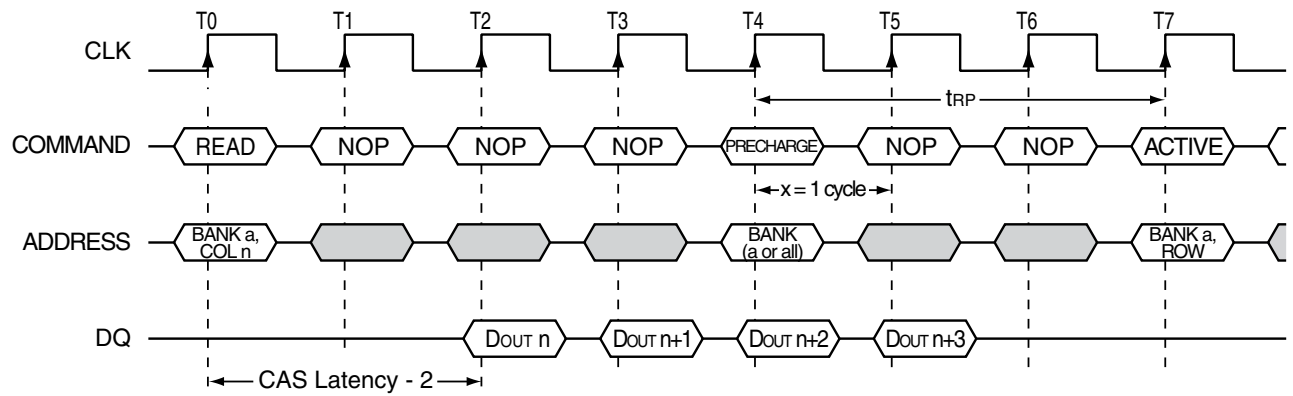 T0 T1 T2 T3 T4 T5 T6 T7
CLK
tRP
COMMAND READ NOP NOP NOP PRECHARGE NOP NOP ACTIVE
x = 1 cycle
ADDRESS BANK a, COL n BANK (a or all) BANK a, ROW
DQ DOUT n DOUT n+1 DOUT n+2 DOUT n+3
CAS Latency - 2